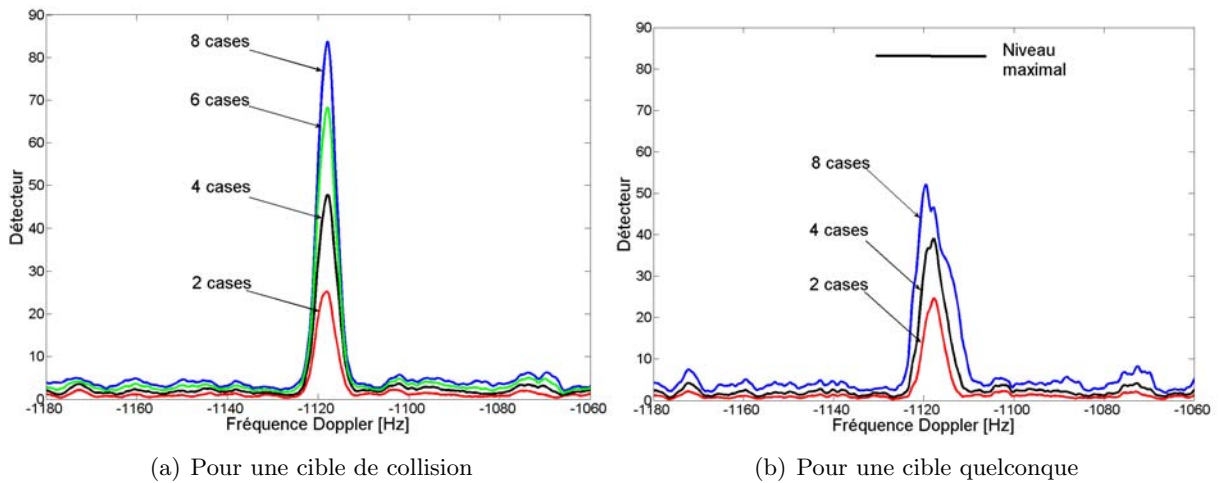 90
80
70
60
50
40
30
20
10
0
Détecteur
8 cases
6 cases
4 cases
2 cases
-1180 -1160 -1140 -1120 -1100 -1080 -1060
Fréquence Doppler [Hz]
(a) Pour une cible de collision
90
80
70
60
50
40
30
20
10
0
Détecteur
Niveau
maximal
8 cases
4 cases
2 cases
-1180 -1160 -1140 -1120 -1100 -1080 -1060
Fréquence Doppler [Hz]
(b) Pour une cible quelconque